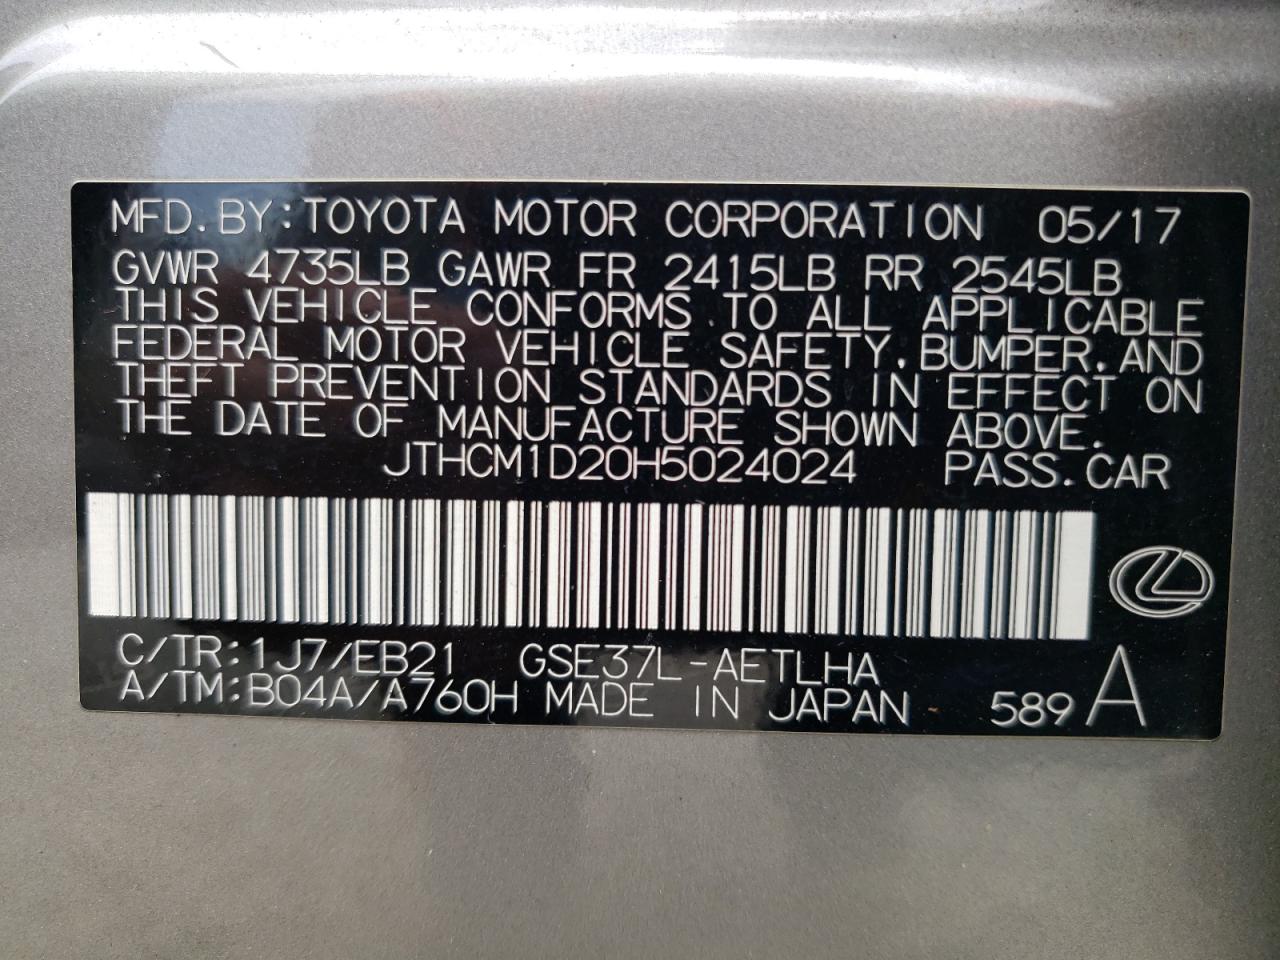 MFD. BY: TOYOTA MOTOR CORPORATION 05/17
GVWR 4735LB GAWR FR 2415LB RR 2545LB
THIS VEHICLE CONFORMS TO ALL APPLICABLE
FEDERAL MOTOR VEHICLE SAFETY, BUMPER, AND
THEFT PREVENTION STANDARDS IN EFFECT ON
THE DATE OF MANUFACTURE SHOWN ABOVE.
JTHCM1D20H5024024 PASS. CAR
C/TR: 1J7/EB21 GSE37L-AETLHA
A/TM: B04A/A760H MADE IN JAPAN 589 A